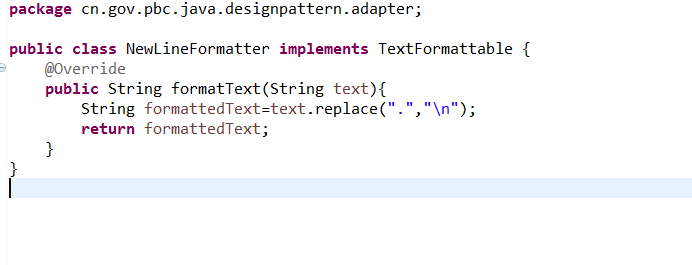 package cn.gov.pbc.java.designpattern.adapter;
public class NewLineFormatter implements TextFormattable {
@Override
public String formatText(String text){
String formattedText=text.replace(".","\n");
return formattedText;
}
}